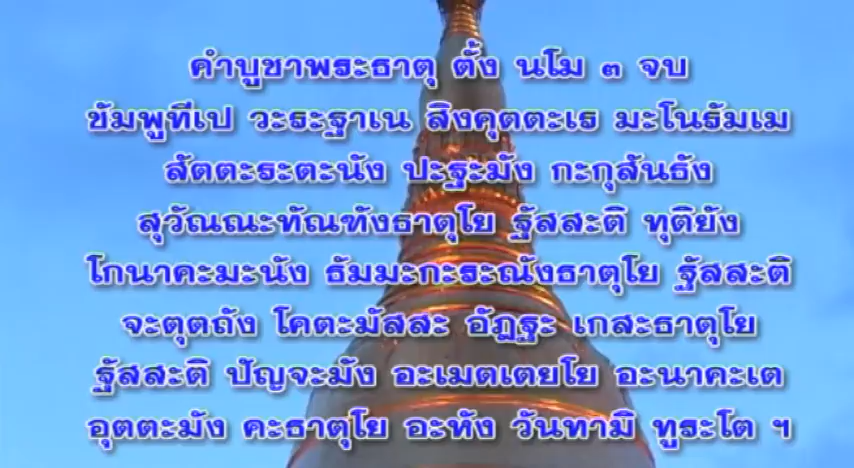 คำบูชาพระธาตุ ตั้ง นโม ๓ จบ
ชัมพูทีเป วะระฐาเน สิงคุตตะเร มะโนรัมเม
สัตตะระตะนัง ปะฐะมัง กะกุสันธัง
สุวัณณะทัณฑังธาตุโย ฐัสสะติ ทุติยัง
โกนาคะมะนัง ธัมมะกะระณังธาตุโย ฐัสสะติ
จะตุตถัง โคตะมัสสะ อัฏฐะ เกสะธาตุโย
ฐัสสะติ ปัญจะมัง อะเมตเตยโย อะนาคะเต
อุตตะมัง คะธาตุโย อะหัง วันทามิ ทูระโต ฯ